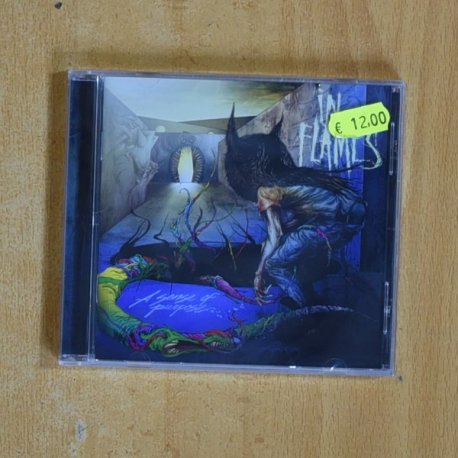 IN
FLAMES
€ 12.00
A sense of
purpose